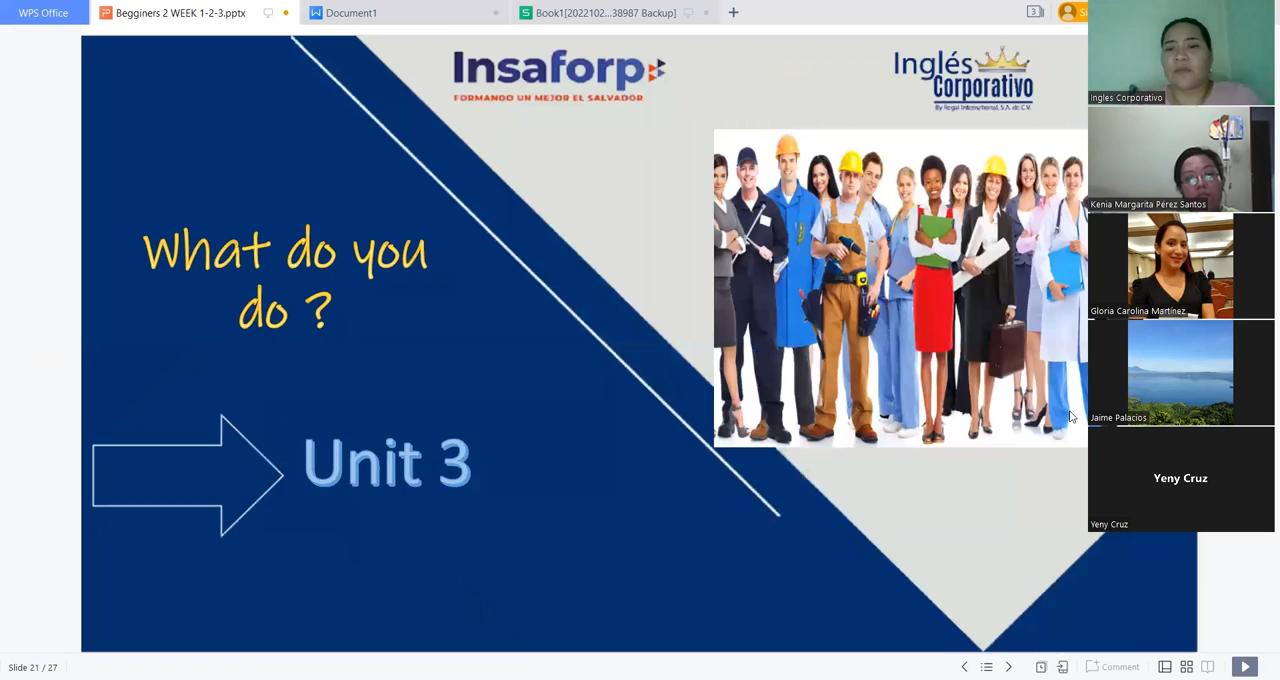 WPS Office
Begginers 2 WEEK 1-2-3.pptx
Document1
Book1[2022102...38987 Backup]
3
Insaforp
FORMANDO UN MEJOR EL SALVADOR
Inglés
Corporativo
By Regal International, S.A. de C.V.
What do you
do ?
Unit 3
Ingles Corporativo
Kenia Margarita Pérez Santos
Gloria Carolina Martínez
Jaime Palacios
Yeny Cruz
Yeny Cruz
Slide 21 / 27
Comment